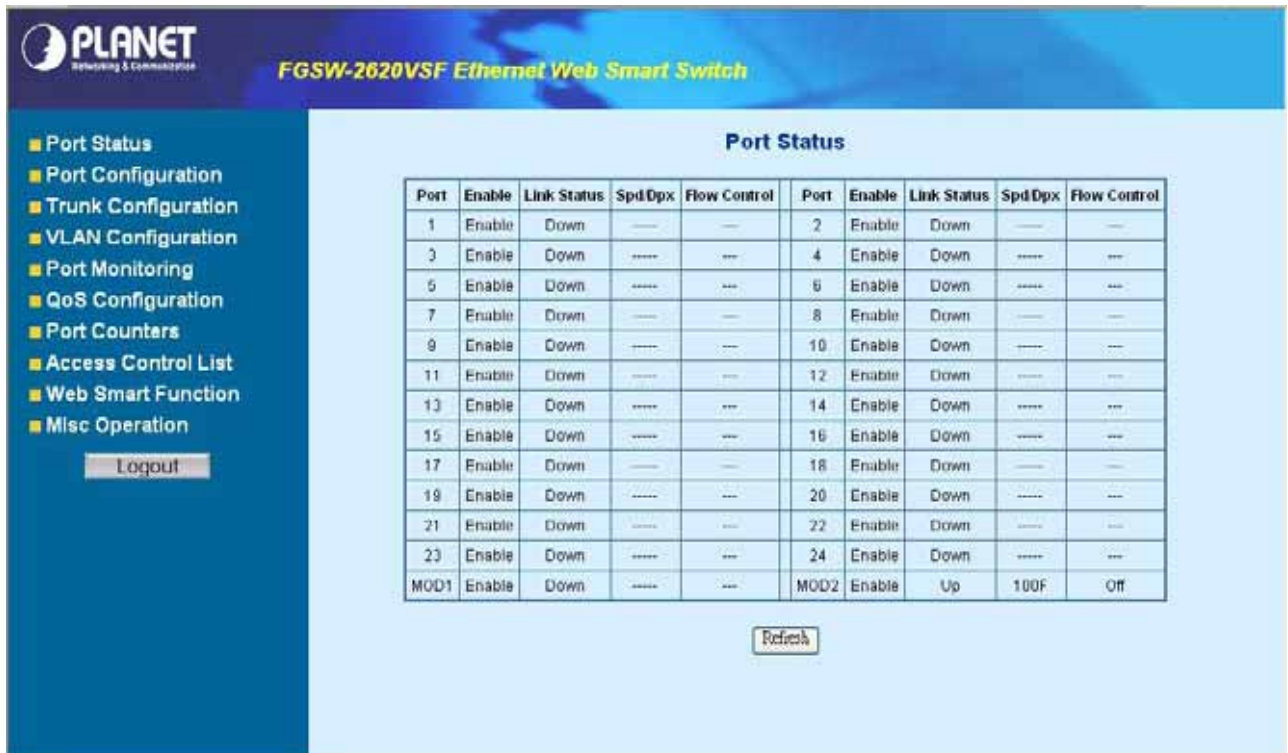 PLANET
Networking & Communication
FGSW-2620VSF Ethernet Web Smart Switch
Port Status
Port Configuration
Trunk Configuration
VLAN Configuration
Port Monitoring
QoS Configuration
Port Counters
Access Control List
Web Smart Function
Misc Operation
Logout
Port Status
Port Enable Link Status Spd/Dpx Flow Control Port Enable Link Status Spd/Dpx Flow Control
1 Enable Down ----- --- 2 Enable Down ----- ---
3 Enable Down ----- --- 4 Enable Down ----- ---
5 Enable Down ----- --- 6 Enable Down ----- ---
7 Enable Down ----- --- 8 Enable Down ----- ---
9 Enable Down ----- --- 10 Enable Down ----- ---
11 Enable Down ----- --- 12 Enable Down ----- ---
13 Enable Down ----- --- 14 Enable Down ----- ---
15 Enable Down ----- --- 16 Enable Down ----- ---
17 Enable Down ----- --- 18 Enable Down ----- ---
19 Enable Down ----- --- 20 Enable Down ----- ---
21 Enable Down ----- --- 22 Enable Down ----- ---
23 Enable Down ----- --- 24 Enable Down ----- ---
MOD1 Enable Down ----- --- MOD2 Enable Up 100F Off
Refresh